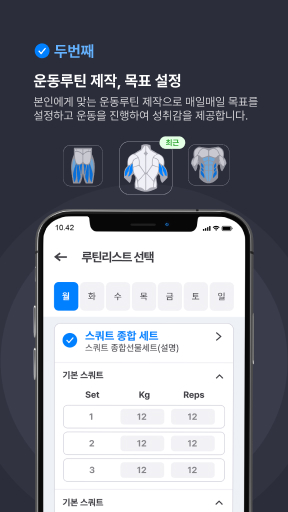 두번째
운동루틴 제작, 목표 설정
본인에게 맞는 운동루틴 제작으로 매일매일 목표를
설정하고 운동을 진행하여 성취감을 제공합니다.
최근
10.42
루틴리스트 선택
월 화 수 목 금 토 일
스쿼트 종합 세트
스쿼트 종합선물세트(설명)
기본 스쿼트
Set Kg Reps
1 12 12
2 12 12
3 12 12
기본 스쿼트